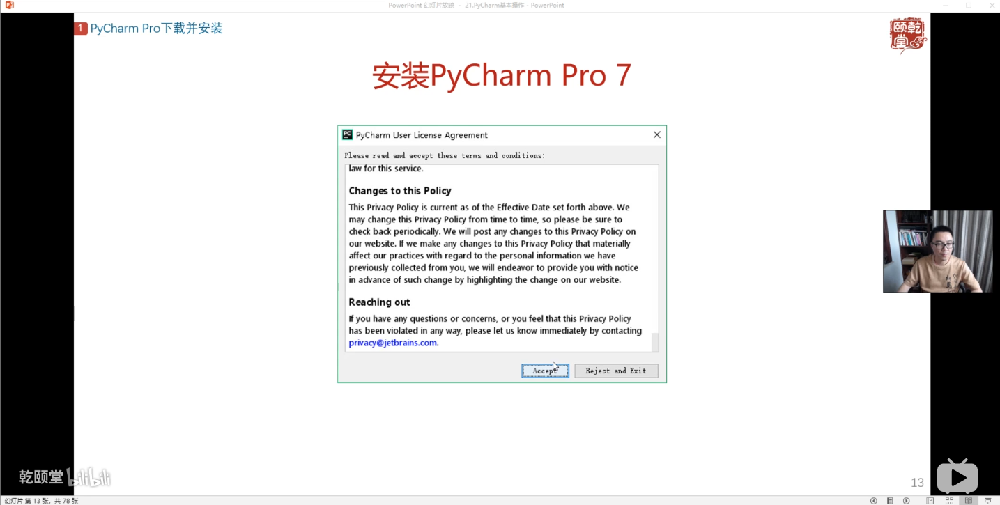 PowerPoint 幻灯片放映 - 21.PyCharm基本操作 - PowerPoint
1 PyCharm Pro下载并安装
颐乾堂
安装PyCharm Pro 7
PyCharm User License Agreement
Please read and accept these terms and conditions:
law for this service.
Changes to this Policy
This Privacy Policy is current as of the Effective Date set forth above. We
may change this Privacy Policy from time to time, so please be sure to
check back periodically. We will post any changes to this Privacy Policy on
our website. If we make any changes to this Privacy Policy that materially
affect our practices with regard to the personal information we have
previously collected from you, we will endeavor to provide you with notice
in advance of such change by highlighting the change on our website.
Reaching out
If you have any questions or concerns, or you feel that this Privacy Policy
has been violated in any way, please let us know immediately by contacting
privacy@jetbrains.com.
Accept
Reject and Exit
乾颐堂 bilibili
13
幻灯片 第 13 张, 共 78 张